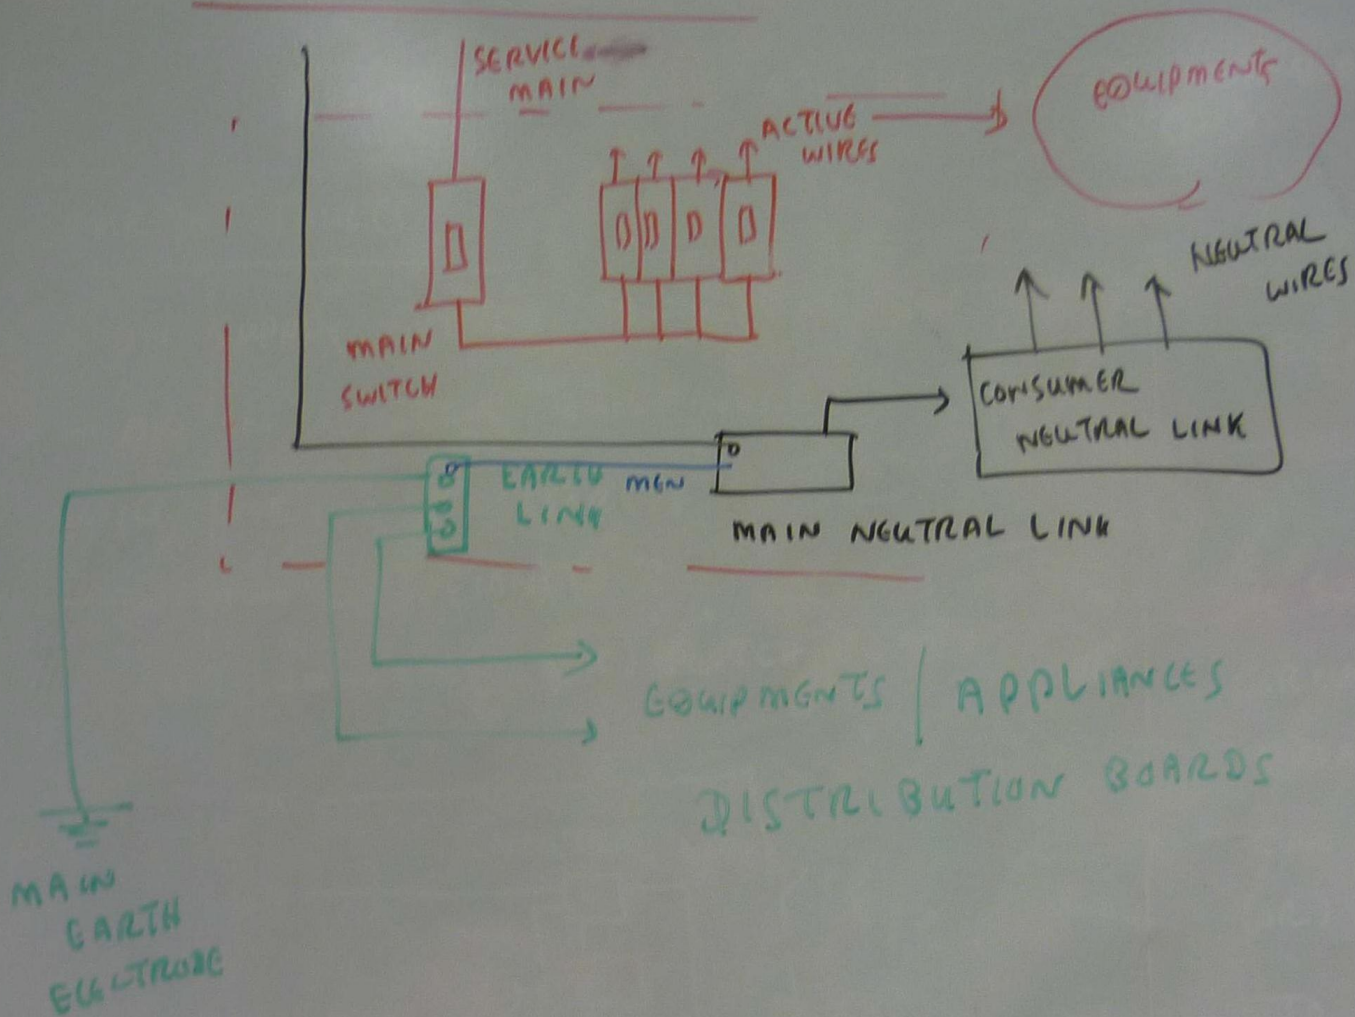 SERVICE
MAIN
EQUIPMENTS
ACTIVE
WIRES
NEUTRAL
WIRES
MAIN
SWITCH
CONSUMER
NEUTRAL LINK
EARTH
LINK
MEN
MAIN NEUTRAL LINK
EQUIPMENTS / APPLIANCES
DISTRIBUTION BOARDS
MAIN
EARTH
ELECTRODE